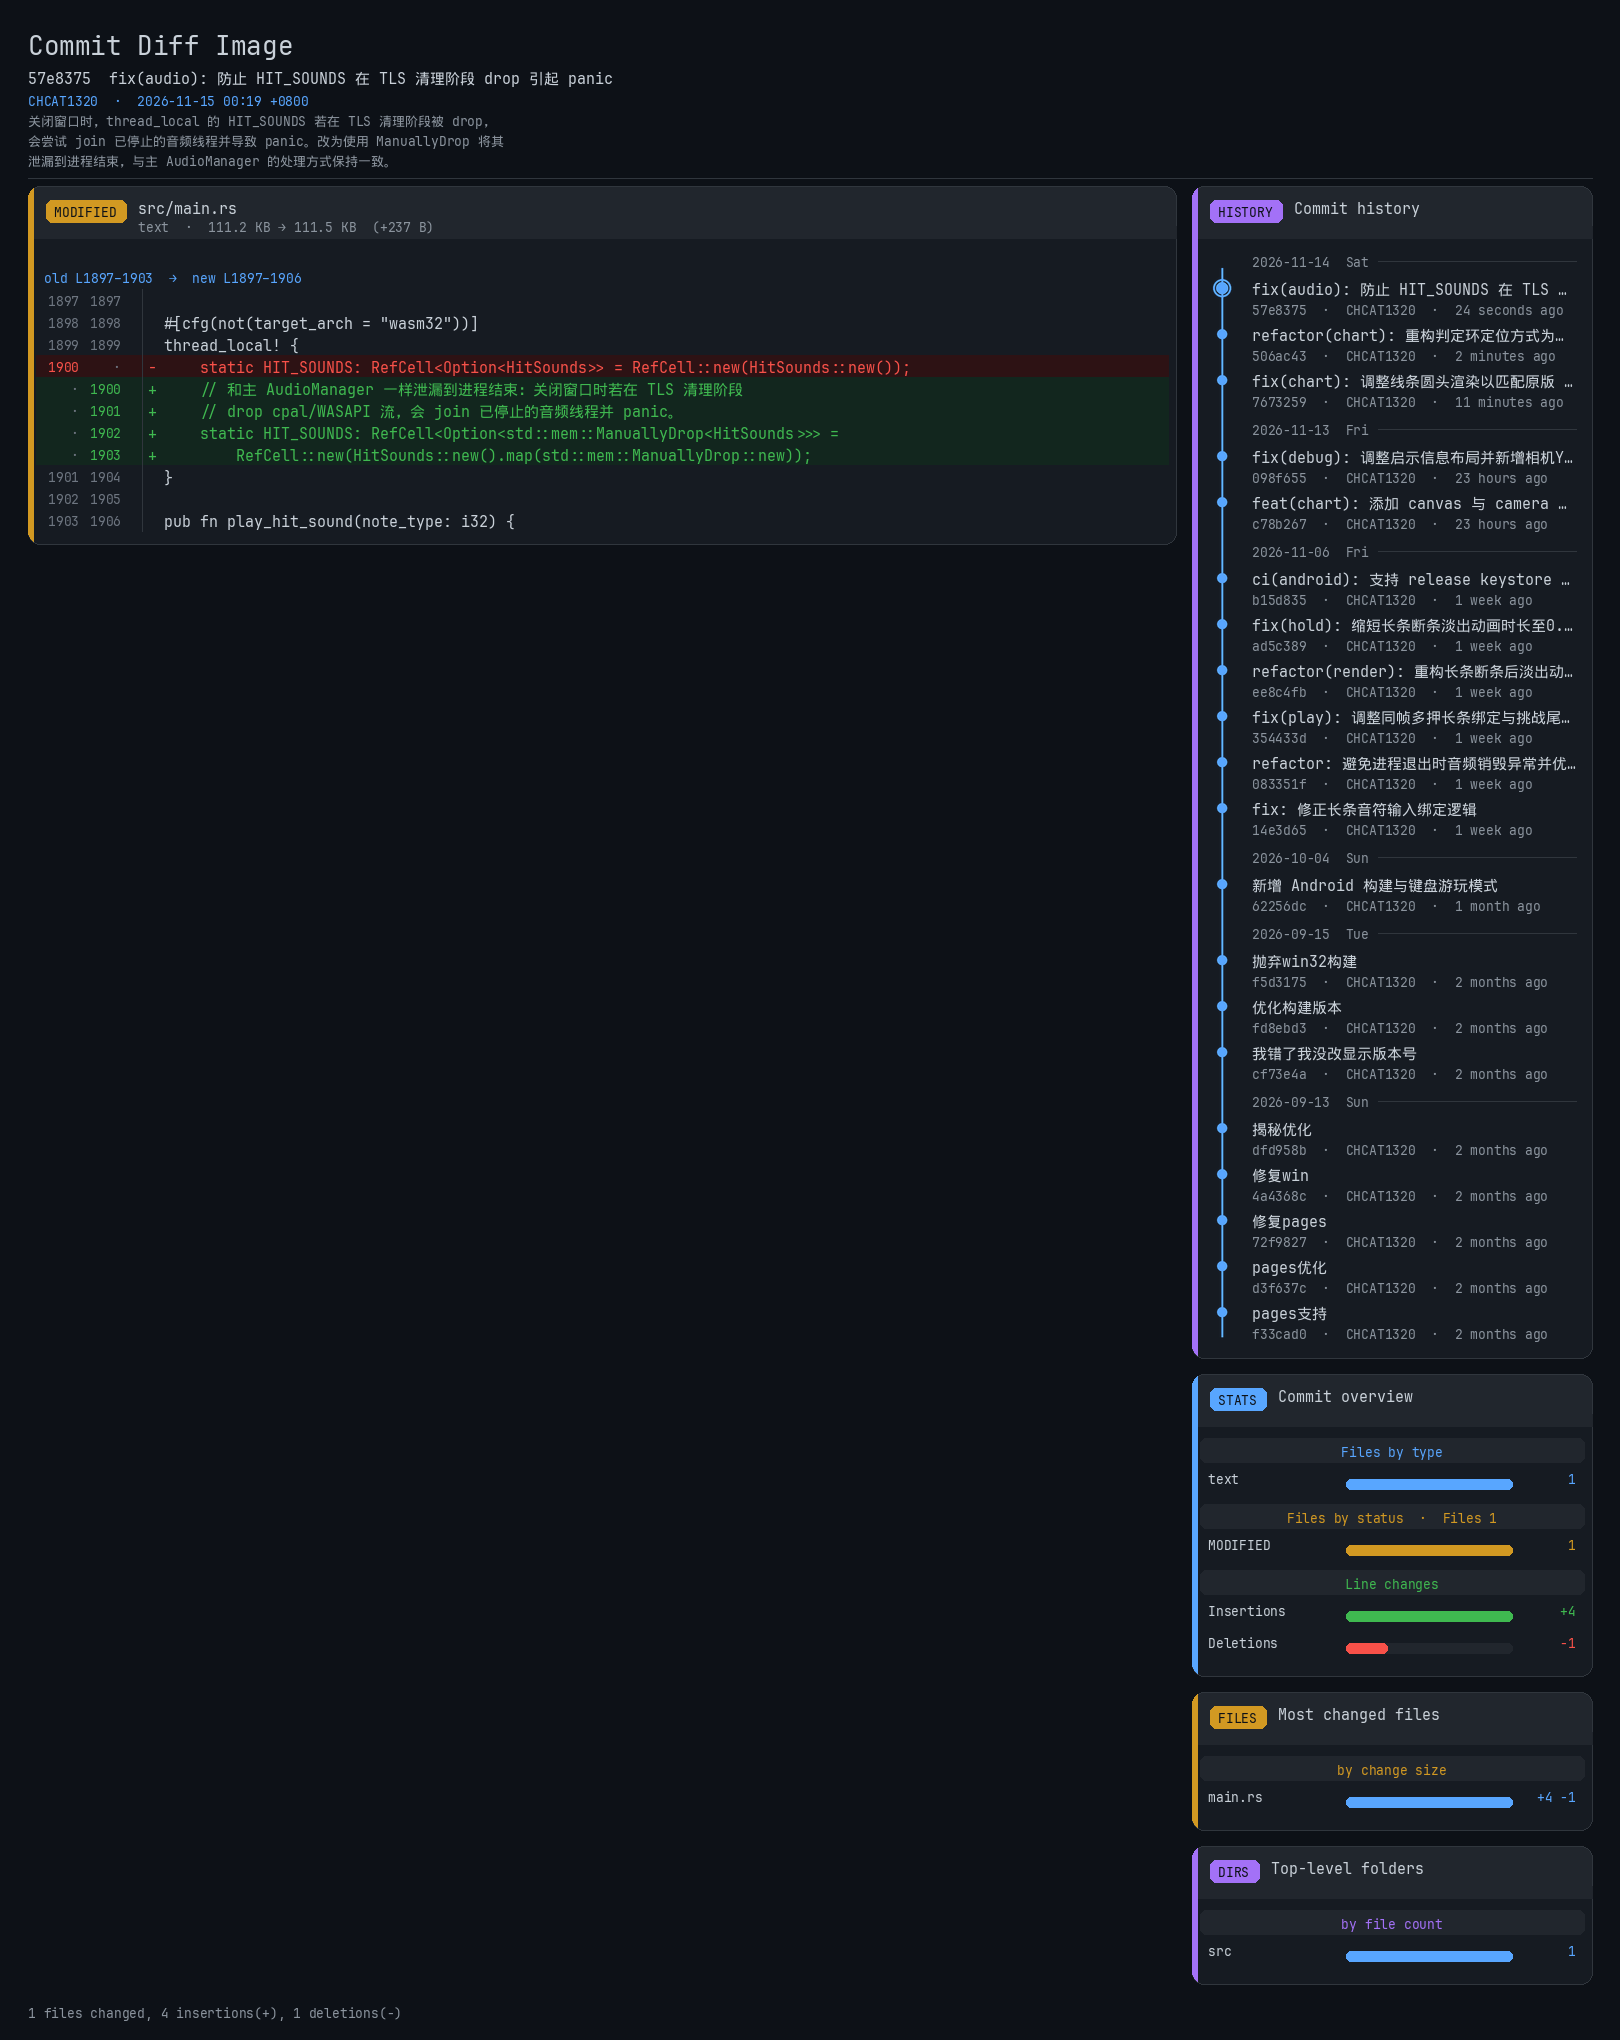 Commit Diff Image
57e8375  fix(audio): 防止 HIT_SOUNDS 在 TLS 清理阶段 drop 引起 panic
CHCAT1320  ·  2026-11-15 00:19 +0800
关闭窗口时，thread_local 的 HIT_SOUNDS 若在 TLS 清理阶段被 drop，
会尝试 join 已停止的音频线程并导致 panic。改为使用 ManuallyDrop 将其
泄漏到进程结束，与主 AudioManager 的处理方式保持一致。
MODIFIED  src/main.rs
text  ·  111.2 KB → 111.5 KB  (+237 B)
old L1897-1903  →  new L1897-1906
1897 1897
1898 1898  #[cfg(not(target_arch = "wasm32"))]
1899 1899  thread_local! {
1900  ·  -     static HIT_SOUNDS: RefCell<Option<HitSounds>> = RefCell::new(HitSounds::new());
·  1900  +     // 和主 AudioManager 一样泄漏到进程结束: 关闭窗口时若在 TLS 清理阶段
·  1901  +     // drop cpal/WASAPI 流, 会 join 已停止的音频线程并 panic。
·  1902  +     static HIT_SOUNDS: RefCell<Option<std::mem::ManuallyDrop<HitSounds>>> =
·  1903  +         RefCell::new(HitSounds::new().map(std::mem::ManuallyDrop::new));
1901 1904  }
1902 1905
1903 1906  pub fn play_hit_sound(note_type: i32) {
HISTORY  Commit history
2026-11-14  Sat
fix(audio): 防止 HIT_SOUNDS 在 TLS …
57e8375  ·  CHCAT1320  ·  24 seconds ago
refactor(chart): 重构判定环定位方式为…
506ac43  ·  CHCAT1320  ·  2 minutes ago
fix(chart): 调整线条圆头渲染以匹配原版 …
7673259  ·  CHCAT1320  ·  11 minutes ago
2026-11-13  Fri
fix(debug): 调整启示信息布局并新增相机Y…
098f655  ·  CHCAT1320  ·  23 hours ago
feat(chart): 添加 canvas 与 camera …
c78b267  ·  CHCAT1320  ·  23 hours ago
2026-11-06  Fri
ci(android): 支持 release keystore …
b15d835  ·  CHCAT1320  ·  1 week ago
fix(hold): 缩短长条断条淡出动画时长至0.…
ad5c389  ·  CHCAT1320  ·  1 week ago
refactor(render): 重构长条断条后淡出动…
ee8c4fb  ·  CHCAT1320  ·  1 week ago
fix(play): 调整同帧多押长条绑定与挑战尾…
354433d  ·  CHCAT1320  ·  1 week ago
refactor: 避免进程退出时音频销毁异常并优…
083351f  ·  CHCAT1320  ·  1 week ago
fix: 修正长条音符输入绑定逻辑
14e3d65  ·  CHCAT1320  ·  1 week ago
2026-10-04  Sun
新增 Android 构建与键盘游玩模式
62256dc  ·  CHCAT1320  ·  1 month ago
2026-09-15  Tue
抛弃win32构建
f5d3175  ·  CHCAT1320  ·  2 months ago
优化构建版本
fd8ebd3  ·  CHCAT1320  ·  2 months ago
我错了我没改显示版本号
cf73e4a  ·  CHCAT1320  ·  2 months ago
2026-09-13  Sun
揭秘优化
dfd958b  ·  CHCAT1320  ·  2 months ago
修复win
4a4368c  ·  CHCAT1320  ·  2 months ago
修复pages
72f9827  ·  CHCAT1320  ·  2 months ago
pages优化
d3f637c  ·  CHCAT1320  ·  2 months ago
pages支持
f33cad0  ·  CHCAT1320  ·  2 months ago
STATS  Commit overview
Files by type
text  1
Files by status  ·  Files 1
MODIFIED  1
Line changes
Insertions  +4
Deletions  -1
FILES  Most changed files
by change size
main.rs  +4 -1
DIRS  Top-level folders
by file count
src  1
1 files changed, 4 insertions(+), 1 deletions(-)